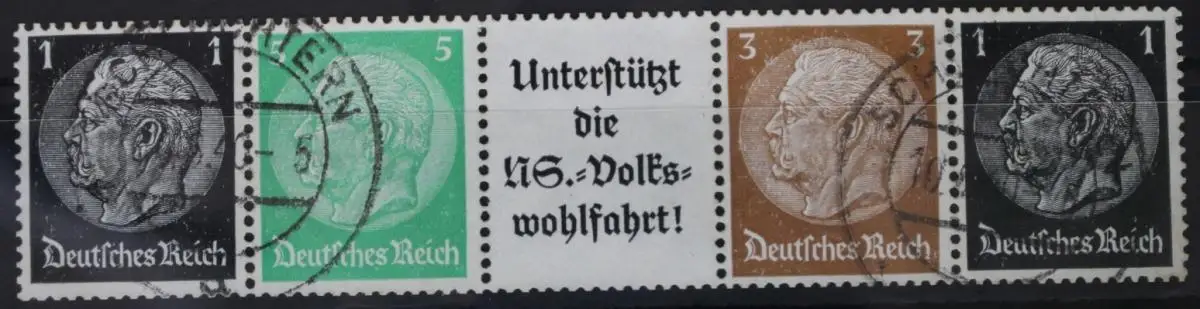 1 1
Deutsches Reich
5 5
Deutsches Reich
Unterstützt
die
NS.=Volks=
wohlfahrt!
3 3
Deutsches Reich
1 1
Deutsches Reich